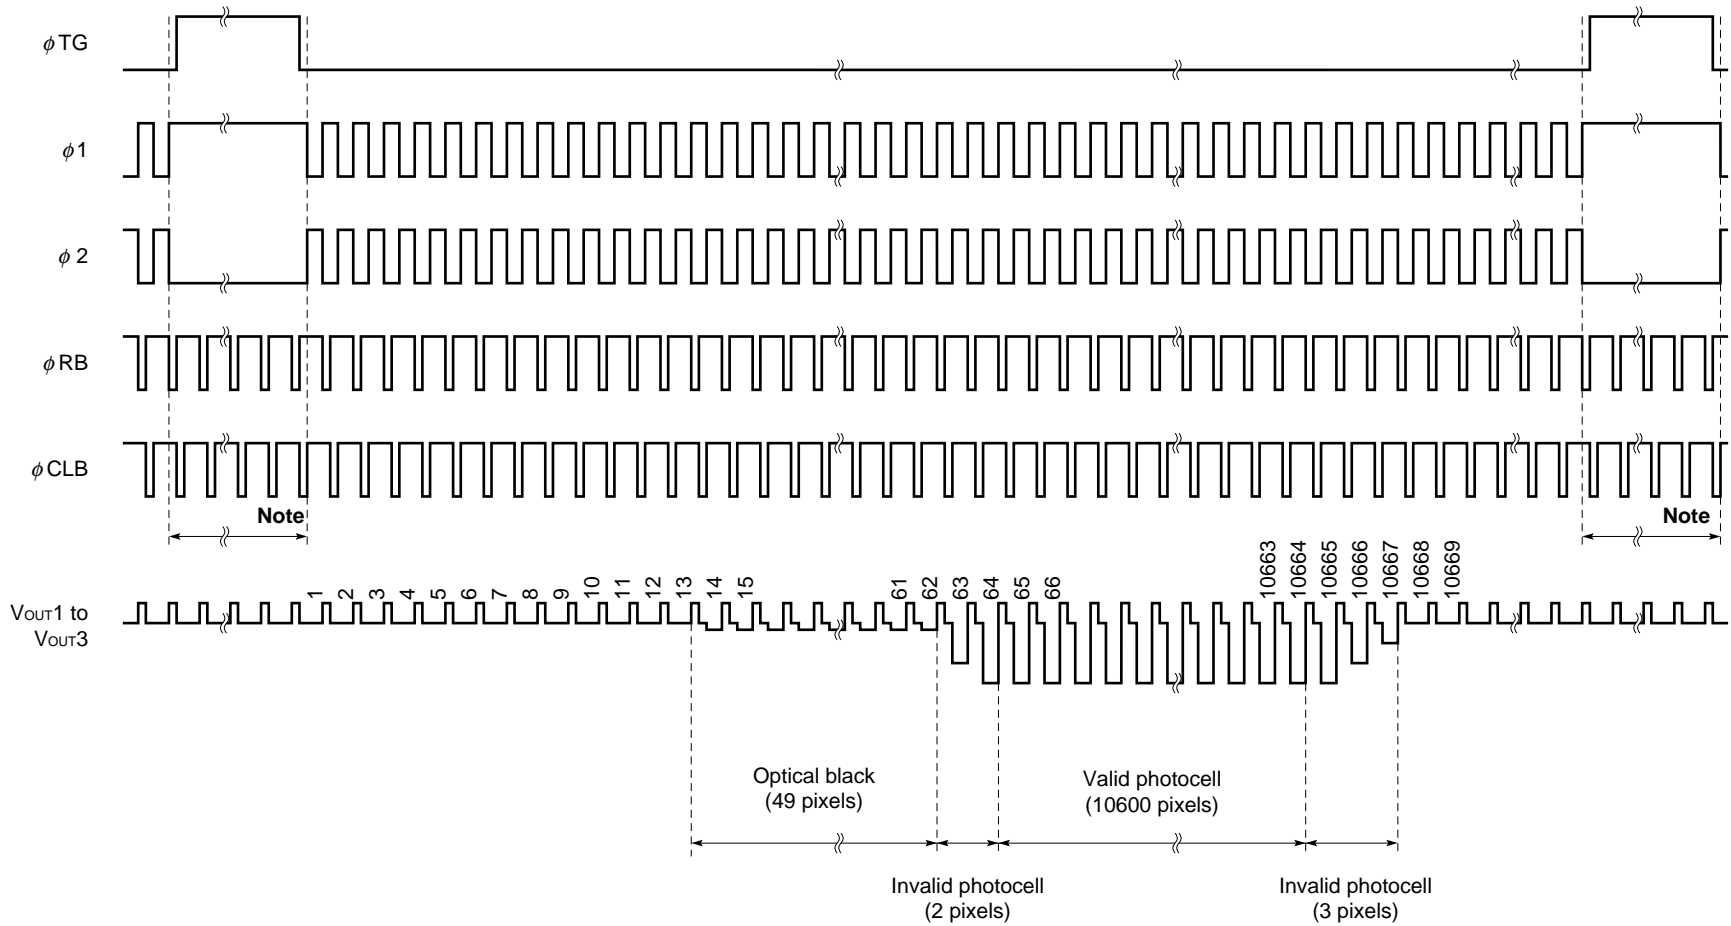 ϕTG
ϕ1
ϕ2
ϕRB
ϕCLB
Note
Note
1 2 3 4 5 6 7 8 9 10 11 12 13 14 15 61 62 63 64 65 66 10663 10664 10665 10666 10667 10668 10669
VOUT1 to
VOUT3
Optical black
(49 pixels)
Valid photocell
(10600 pixels)
Invalid photocell
(2 pixels)
Invalid photocell
(3 pixels)